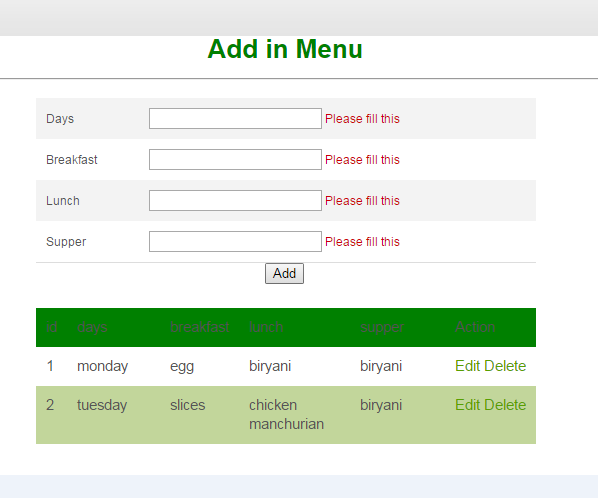 Add in Menu
Days Please fill this
Breakfast Please fill this
Lunch Please fill this
Supper Please fill this
Add
id days breakfast lunch supper Action
1 monday egg biryani biryani Edit Delete
2 tuesday slices chicken biryani Edit Delete
manchurian